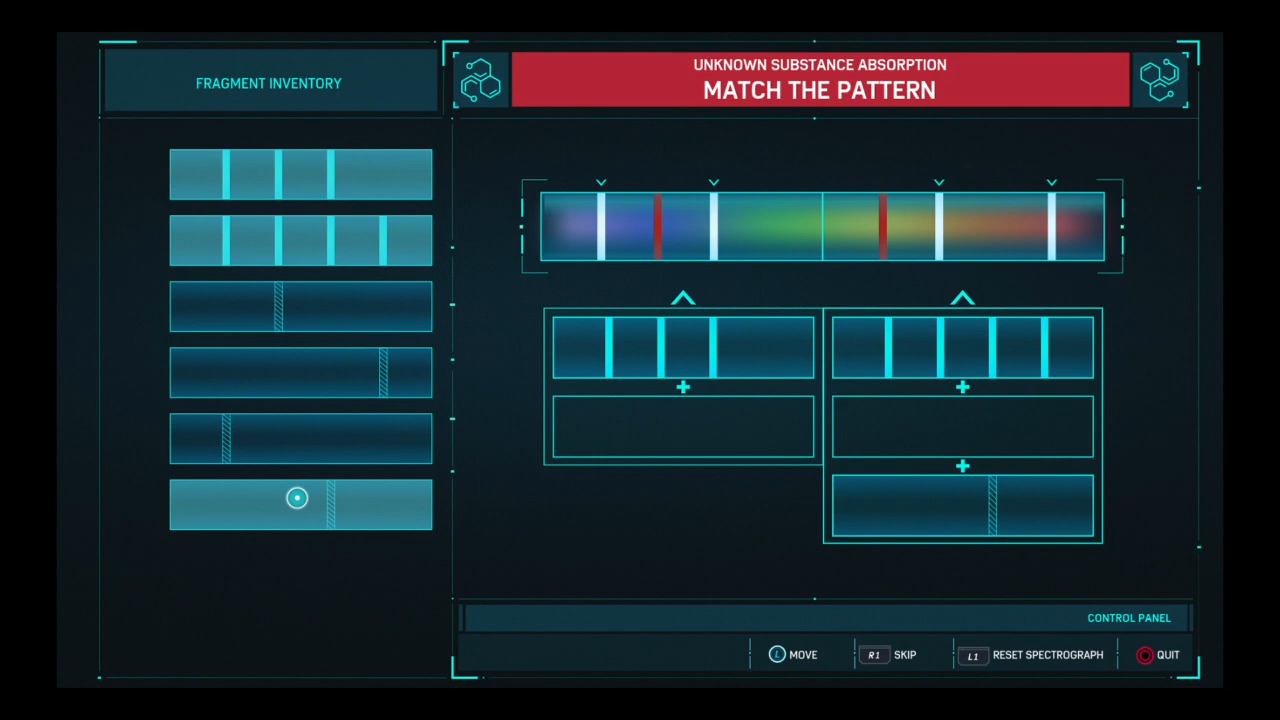 FRAGMENT INVENTORY
UNKNOWN SUBSTANCE ABSORPTION
MATCH THE PATTERN
CONTROL PANEL
L MOVE
R1 SKIP
L1 RESET SPECTROGRAPH
QUIT